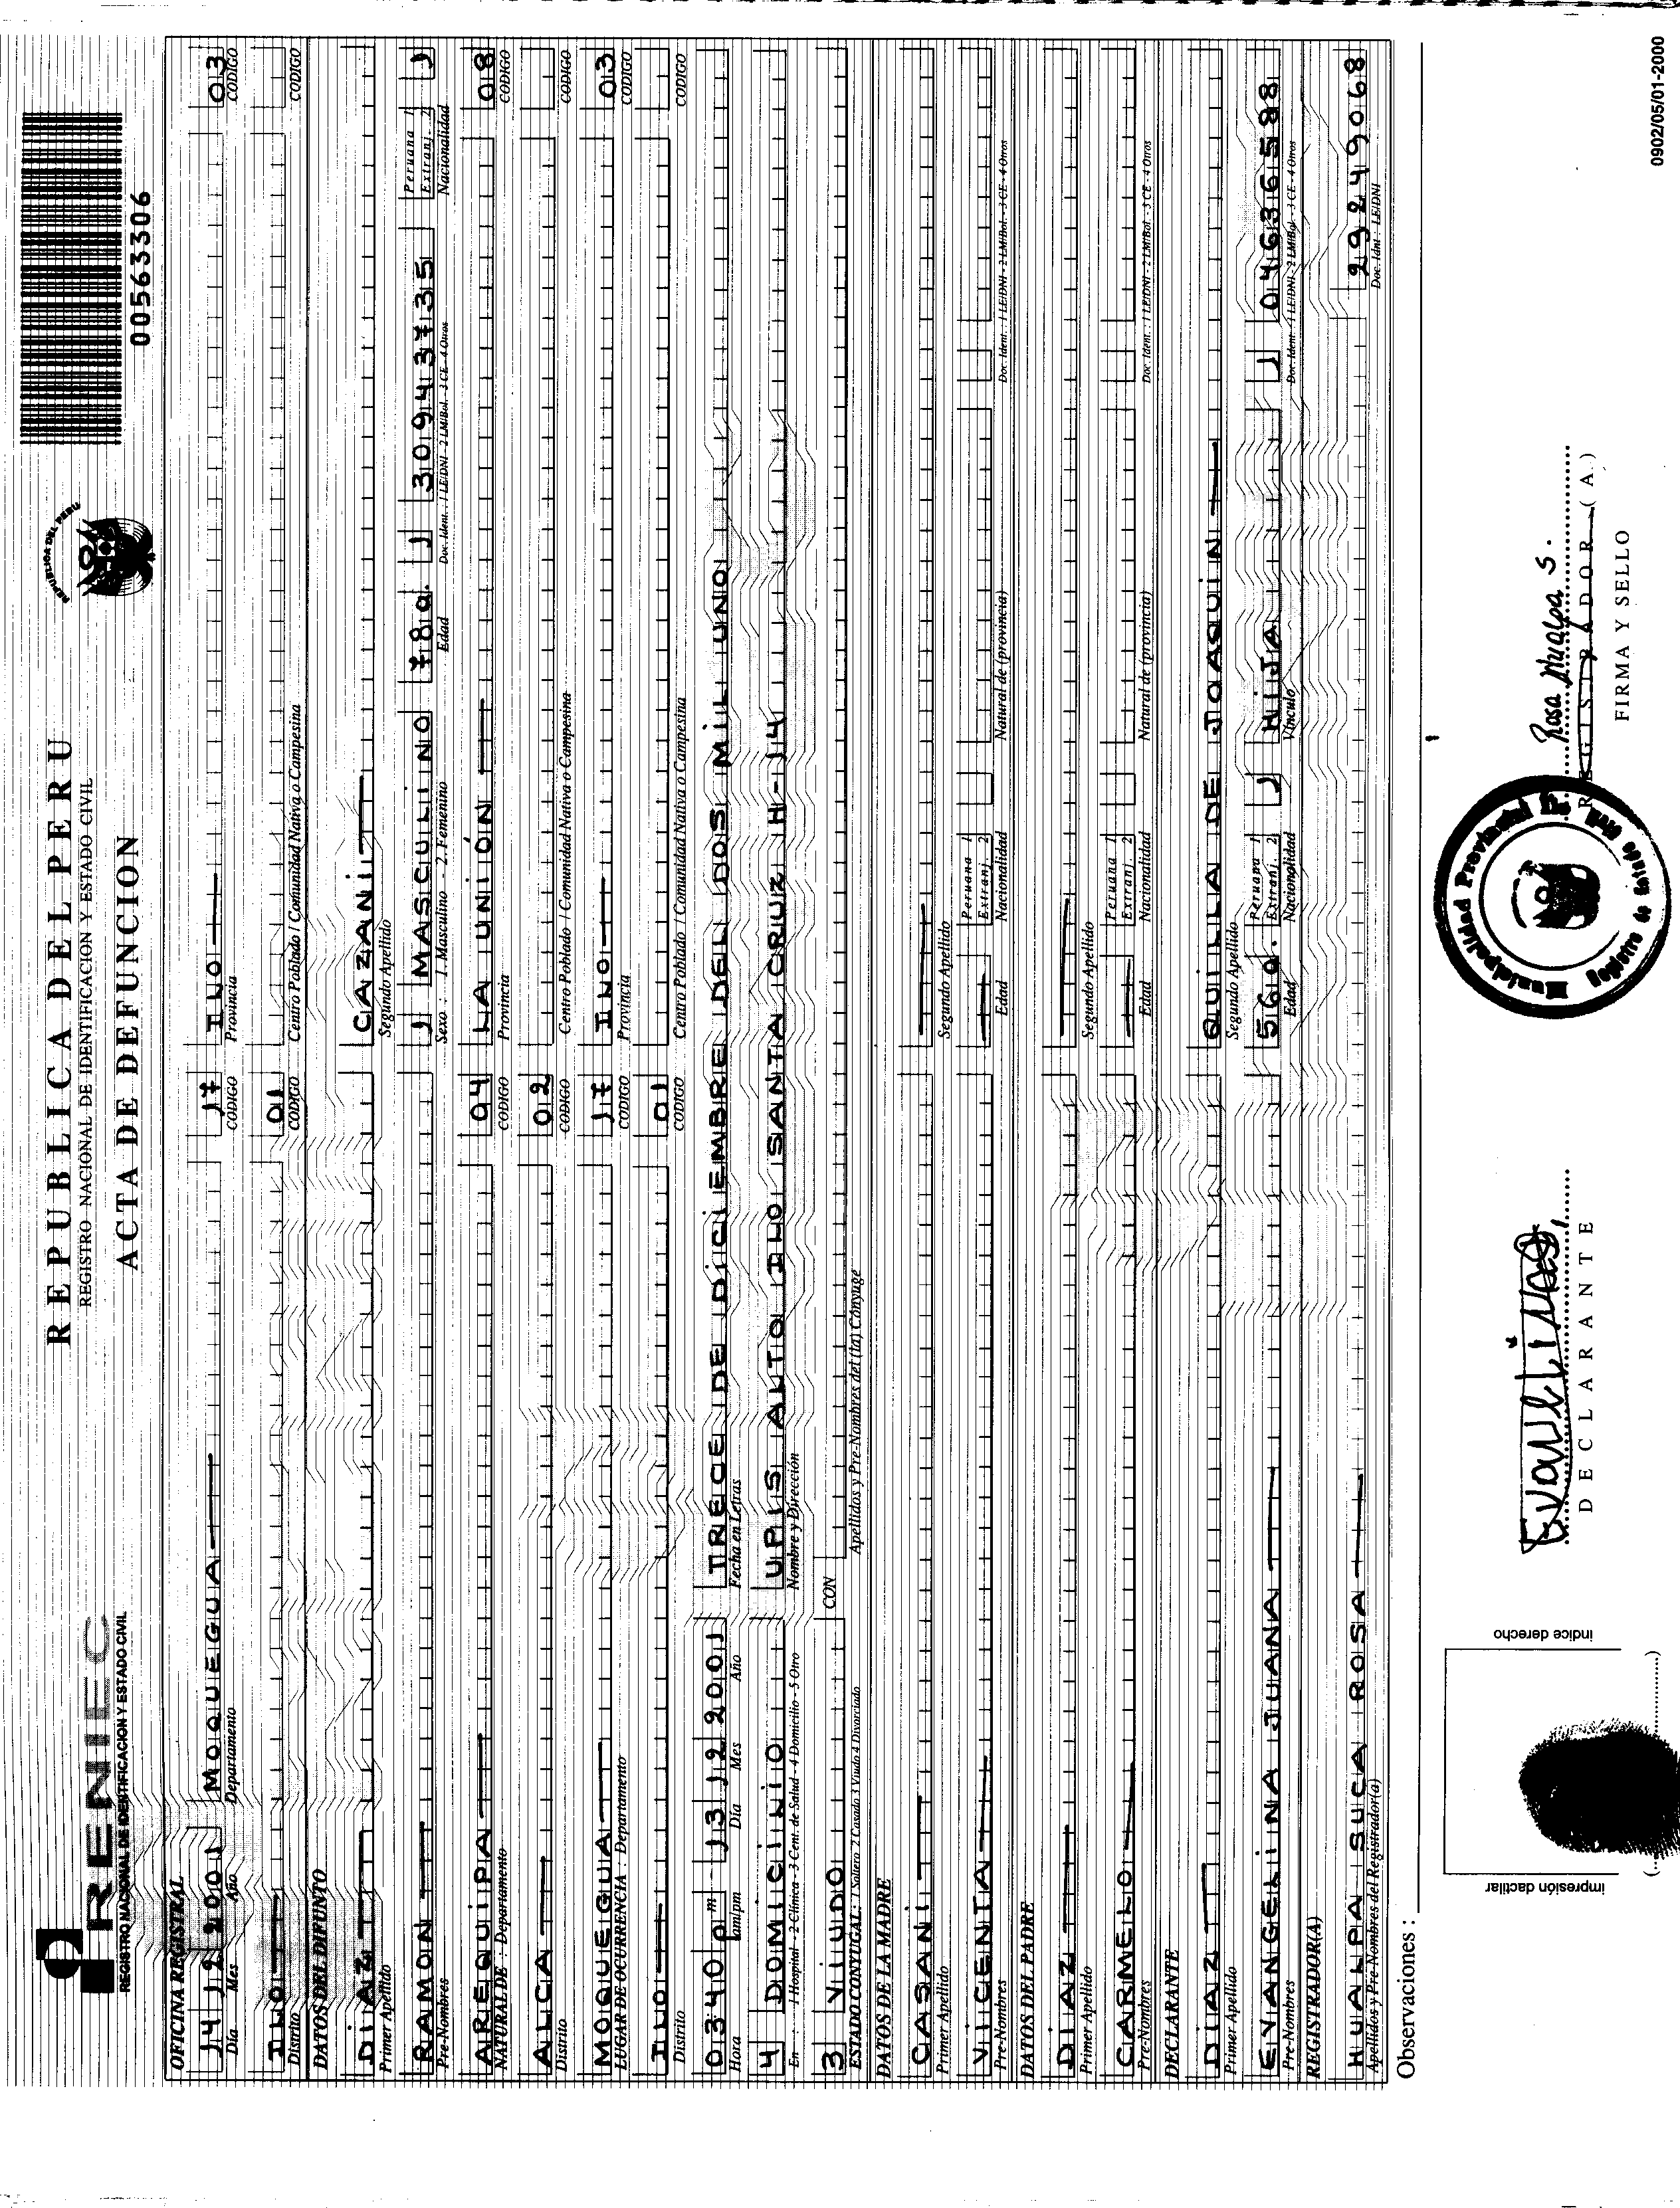 RENIEC
REGISTRO NACIONAL DE IDENTIFICACION Y ESTADO CIVIL
REPUBLICA DEL PERU
REPUBLICA DEL PERU
REGISTRO NACIONAL DE IDENTIFICACION Y ESTADO CIVIL
ACTA DE DEFUNCION
00563306
OFICINA REGISTRAL
14 12 2001 MOQUEGUA 17 ILO 03
Día Mes Año Departamento CODIGO Provincia CODIGO
ILO 01
Distrito CODIGO Centro Poblado / Comunidad Nativa o Campesina CODIGO
DATOS DEL DIFUNTO
DÍAZ CAZANI
Primer Apellido Segundo Apellido
RAMON 1 MASCULINO 78a. 1 30943735 Peruana 1 Extranj. 2 1
Pre-Nombres Sexo : 1 Masculino - 2 Femenino Edad Doc. Ident. : 1 LE/DNI - 2 LM/Bol. - 3 CE - 4 Otros Nacionalidad
AREQUIPA 04 LA UNIÓN 08
NATURAL DE : Departamento CODIGO Provincia CODIGO
ALCA 02
Distrito CODIGO Centro Poblado / Comunidad Nativa o Campesina CODIGO
MOQUEGUA 17 ILO 03
LUGAR DE OCURRENCIA : Departamento CODIGO Provincia CODIGO
ILO 01
Distrito CODIGO Centro Poblado / Comunidad Nativa o Campesina CODIGO
0340 pm 13 12 2001 TRECE DE DICIEMBRE DEL DOS MIL UNO
Hora am/pm Día Mes Año Fecha en Letras
4 DOMICILIO UPIS ALTO ILO SANTA CRUZ H-14
En : 1 Hospital - 2 Clínica - 3 Cent. de Salud - 4 Domicilio - 5 Otro Nombre y Dirección
3 VIUDO CON
ESTADO CONYUGAL: 1 Soltero 2 Casado 3 Viudo 4 Divorciado Apellidos y Pre-Nombres del (la) Cónyuge
DATOS DE LA MADRE
CASANI
Primer Apellido Segundo Apellido
VICENTA Peruana 1 Extranj. 2
Pre-Nombres Edad Nacionalidad Natural de (provincia) Doc. Ident. : 1 LE/DNI - 2 LM/Bol. - 3 CE - 4 Otros
DATOS DEL PADRE
DÍAZ
Primer Apellido Segundo Apellido
CARMELO Peruana 1 Extranj. 2
Pre-Nombres Edad Nacionalidad Natural de (provincia) Doc. Ident. : 1 LE/DNI - 2 LM/Bol. - 3 CE - 4 Otros
DECLARANTE
DÍAZ QUILLA DE JOAQUÍN
Primer Apellido Segundo Apellido
EVANGELINA JUANA 56a. Peruana 1 Extranj. 2 1 HIJA 1 04636588
Pre-Nombres Edad Nacionalidad Vínculo Doc. Ident. : 1 LE/DNI - 2 LM/Bol. - 3 CE - 4 Otros
REGISTRADOR(A)
HUALPA SUCA ROSA 29249068
Apellidos y Pre-Nombres del Registrador(a) Doc. Idnt : LE/DNI
Observaciones :
impresión dactilar
índice derecho
DECLARANTE
Municipalidad Provincial
Registro de Estado Civil
Rosa Hualpa S.
REGISTRADOR (A)
FIRMA Y SELLO
0902/05/01-2000